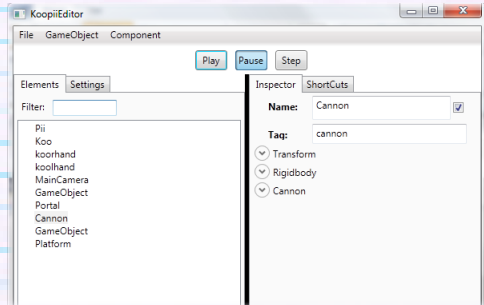 KoopiiEditor
File GameObject Component
Play Pause Step
Elements Settings
Filter:
Pii
Koo
koorhand
koolhand
MainCamera
GameObject
Portal
Cannon
GameObject
Platform
Inspector ShortCuts
Name: Cannon
Tag: cannon
Transform
Rigidbody
Cannon